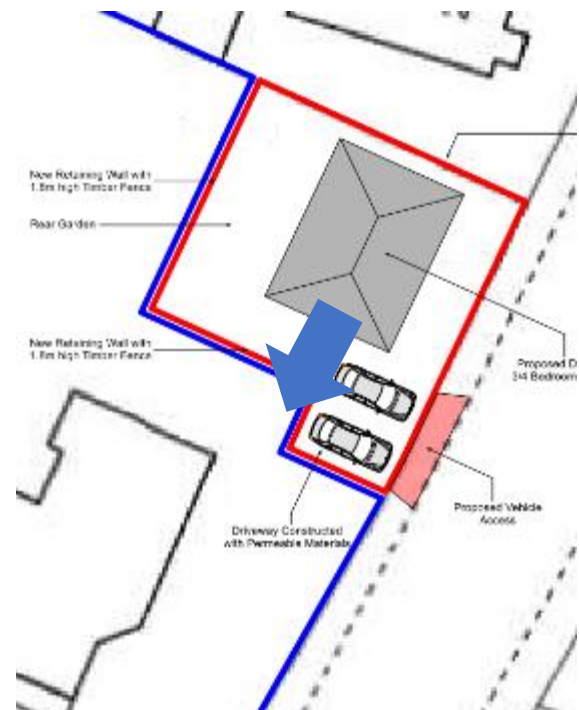 New Retaining Wall with
1.8m high Timber Fence
Rear Garden
New Retaining Wall with
1.8m high Timber Fence
Proposed D
3/4 Bedroom
Proposed Vehicle
Access
Driveway Constructed
with Permeable Materials